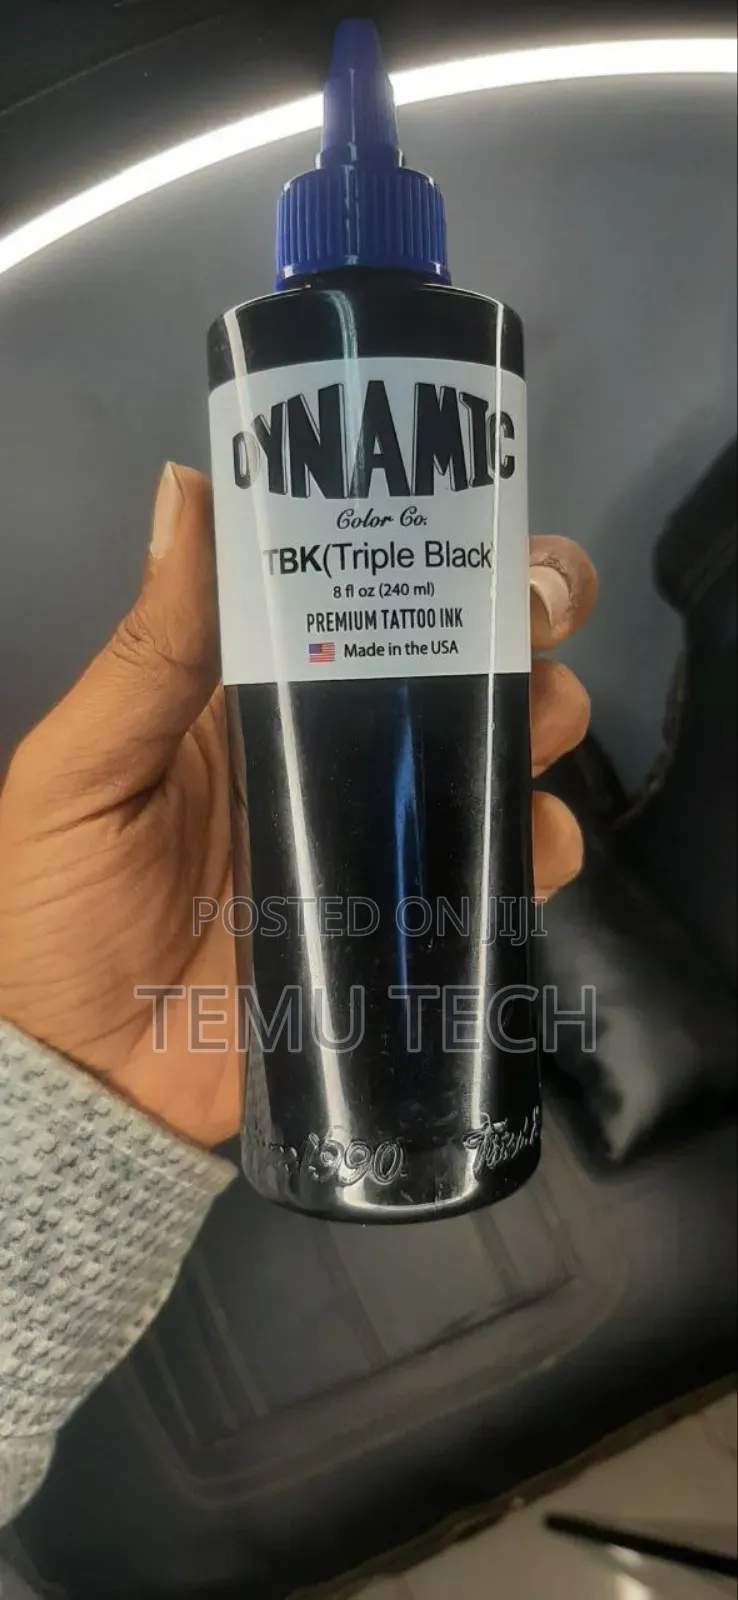 DYNAMIC
Color Co.
TBK(Triple Black
8 fl oz (240 ml)
PREMIUM TATTOO INK
Made in the USA
POSTED ON JIJI
TEMU TECH
1990